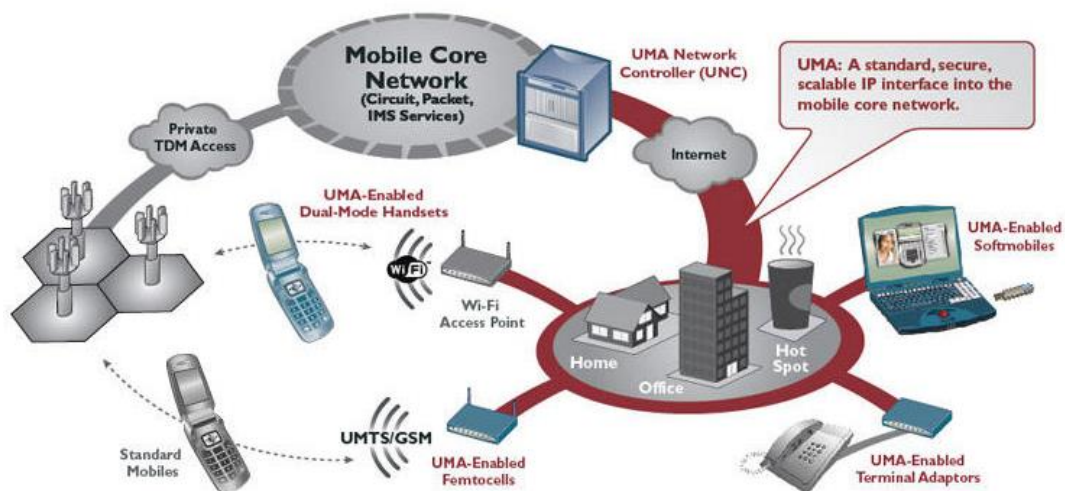 Mobile Core
Network
(Circuit, Packet,
IMS Services)
UMA Network
Controller (UNC)
UMA: A standard, secure,
scalable IP interface into the
mobile core network.
Private
TDM Access
Internet
UMA-Enabled
Dual-Mode Handsets
Wi Fi
Wi-Fi
Access Point
UMA-Enabled
Softmobiles
Home
Office
Hot
Spot
Standard
Mobiles
UMTS/GSM
UMA-Enabled
Femtocells
UMA-Enabled
Terminal Adaptors